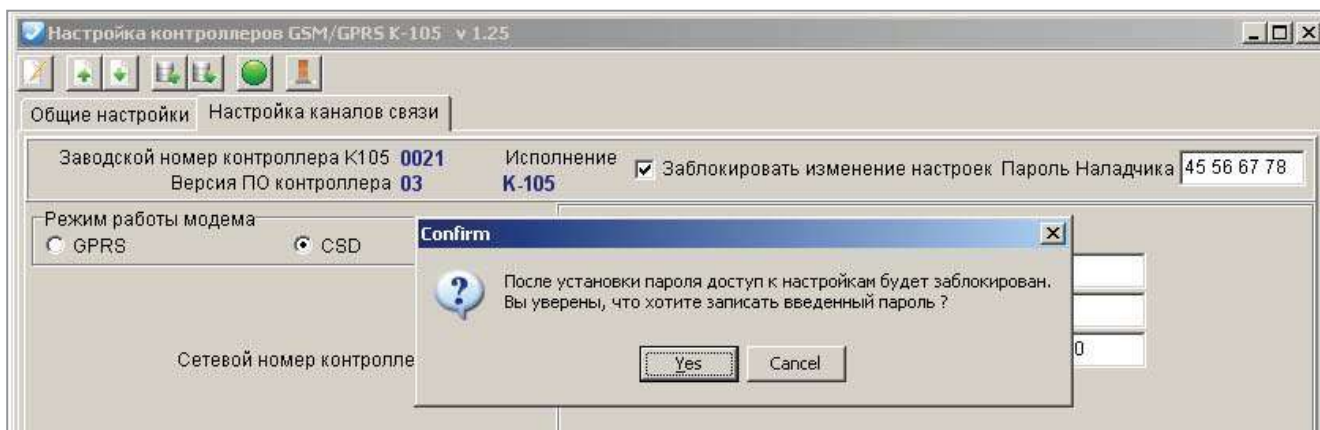 Настройка контроллеров GSM/GPRS K-105 v 1.25
Общие настройки Настройка каналов связи
Заводской номер контроллера К105 0021
Версия ПО контроллера 03
Исполнение
К-105
Заблокировать изменение настроек Пароль Наладчика 45 56 67 78
Режим работы модема
GPRS CSD
Confirm
После установки пароля доступ к настройкам будет заблокирован.
Вы уверены, что хотите записать введенный пароль ?
Yes Cancel
Сетевой номер контролле
0